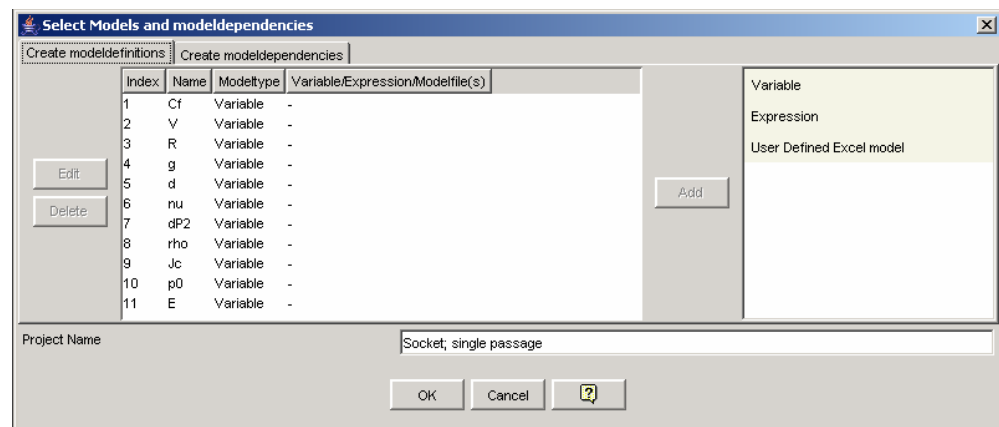 Select Models and modeldependencies
Create modeldefinitions Create modeldependencies
Index Name Modeltype Variable/Expression/Modelfile(s)
1 Cf Variable -
2 V Variable -
3 R Variable -
4 g Variable -
5 d Variable -
6 nu Variable -
7 dP2 Variable -
8 rho Variable -
9 Jc Variable -
10 p0 Variable -
11 E Variable -
Edit
Delete
Add
Variable
Expression
User Defined Excel model
Project Name Socket; single passage
OK Cancel ?